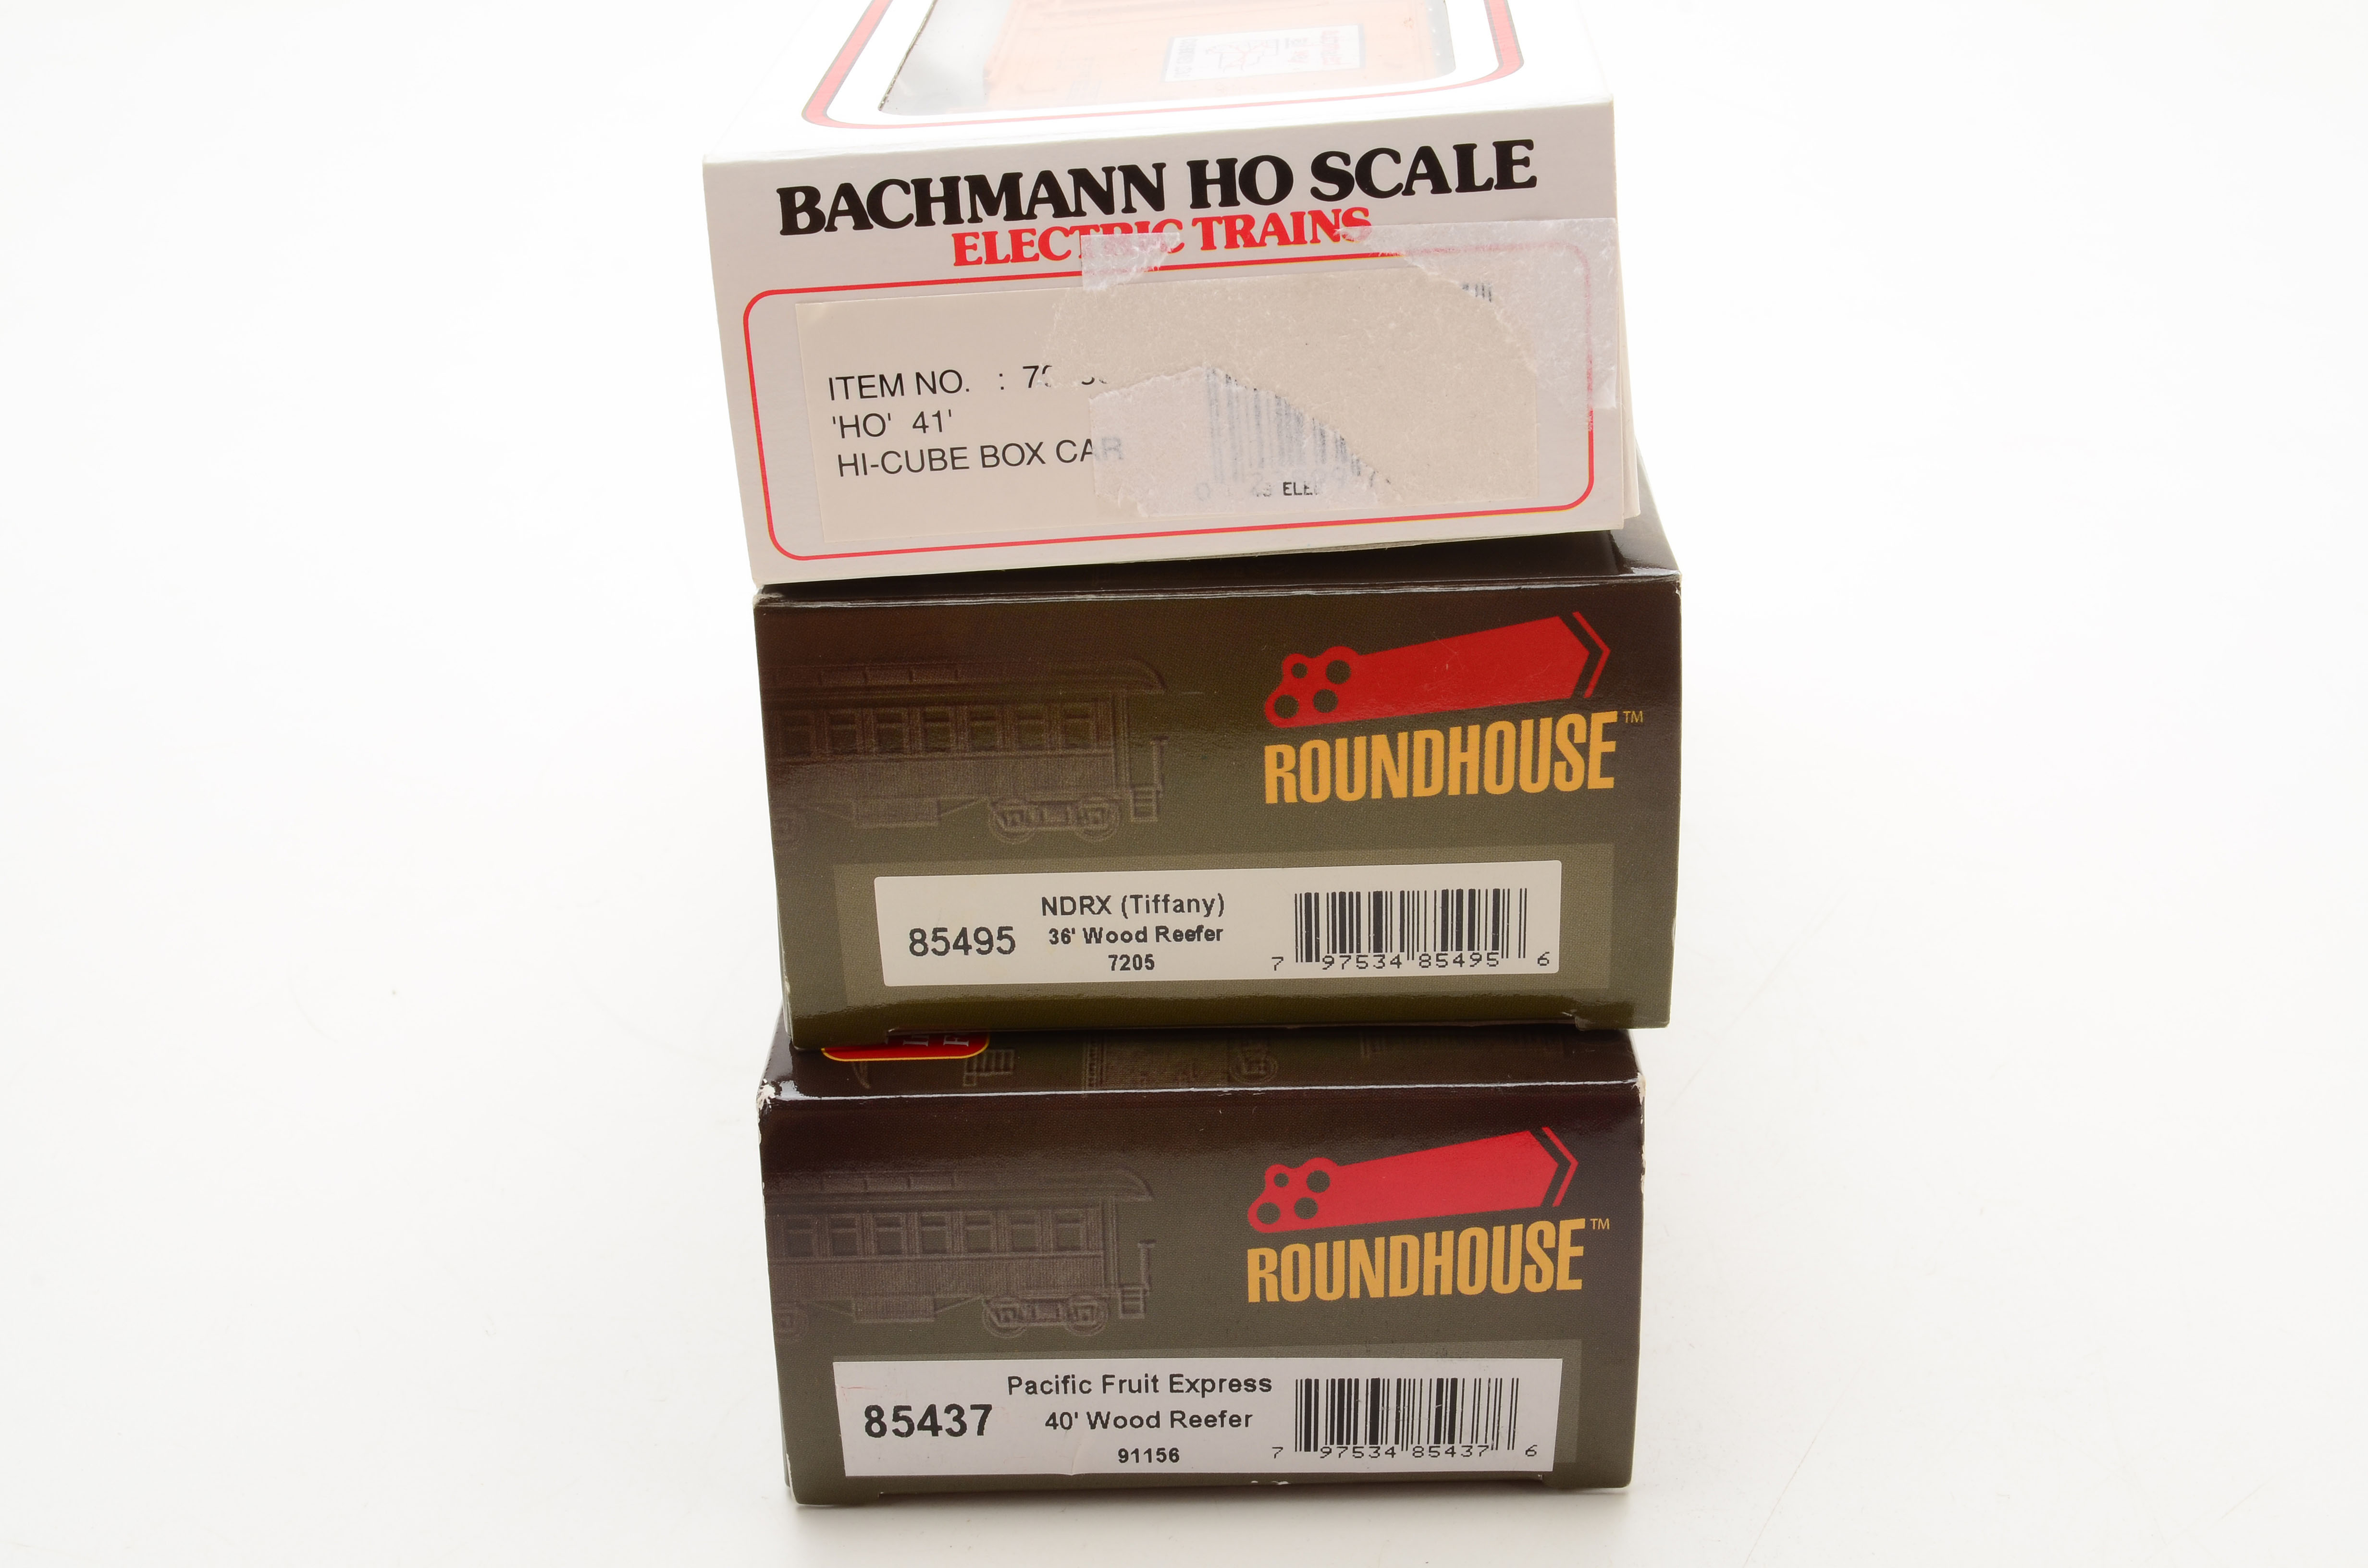 BACHMANN HO SCALE
ELECTRIC TRAINS
ITEM NO. :
'HO' 41'
HI-CUBE BOX CAR
ROUNDHOUSE™
NDRX (Tiffany)
85495 36' Wood Reefer
7205
7 97534 85495 6
ROUNDHOUSE™
Pacific Fruit Express
85437 40' Wood Reefer
91156
7 97534 85437 6